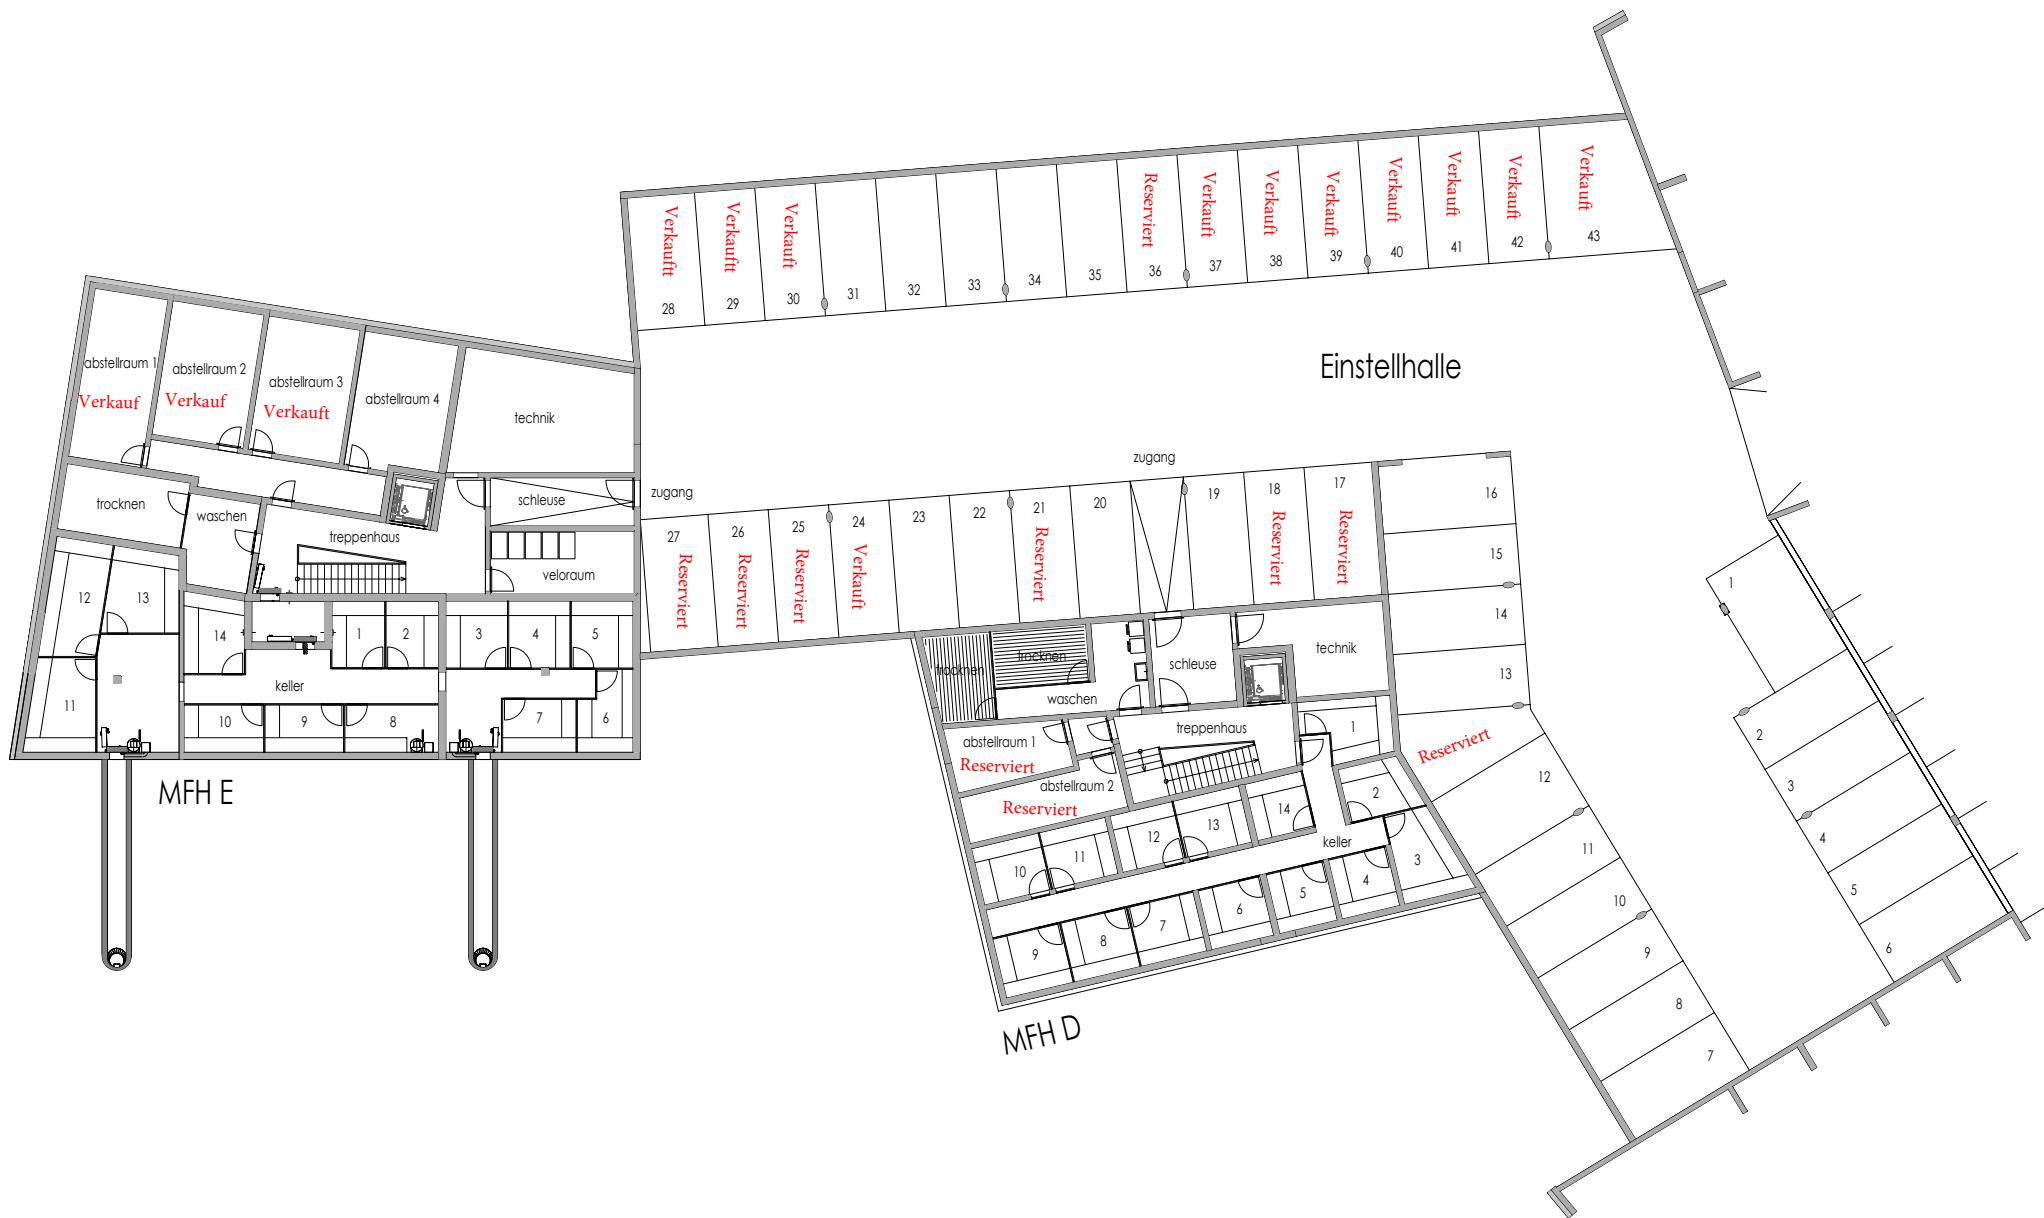 Verkauftt
Verkauftt
Verkauft
Reserviert
Verkauft
Verkauft
Verkauft
Verkauft
Verkauft
Verkauft
Verkauft
28
29
30
31
32
33
34
35
36
37
38
39
40
41
42
43
Einstellhalle
abstellraum 1
Verkauf
abstellraum 2
Verkauf
abstellraum 3
Verkauft
abstellraum 4
technik
trocknen
waschen
treppenhaus
schleuse
zugang
veloraum
12
13
14
1
2
3
4
5
keller
11
10
9
8
7
6
MFH E
zugang
27
26
25
24
23
22
21
20
19
18
17
Reserviert
Reserviert
Reserviert
Verkauft
Reserviert
Reserviert
Reserviert
16
15
14
13
Reserviert
12
11
10
9
8
7
1
2
3
4
5
6
trocknen
trocknen
waschen
schleuse
technik
treppenhaus
abstellraum 1
Reserviert
abstellraum 2
Reserviert
1
2
14
13
12
11
10
keller
3
4
5
6
7
8
9
MFH D